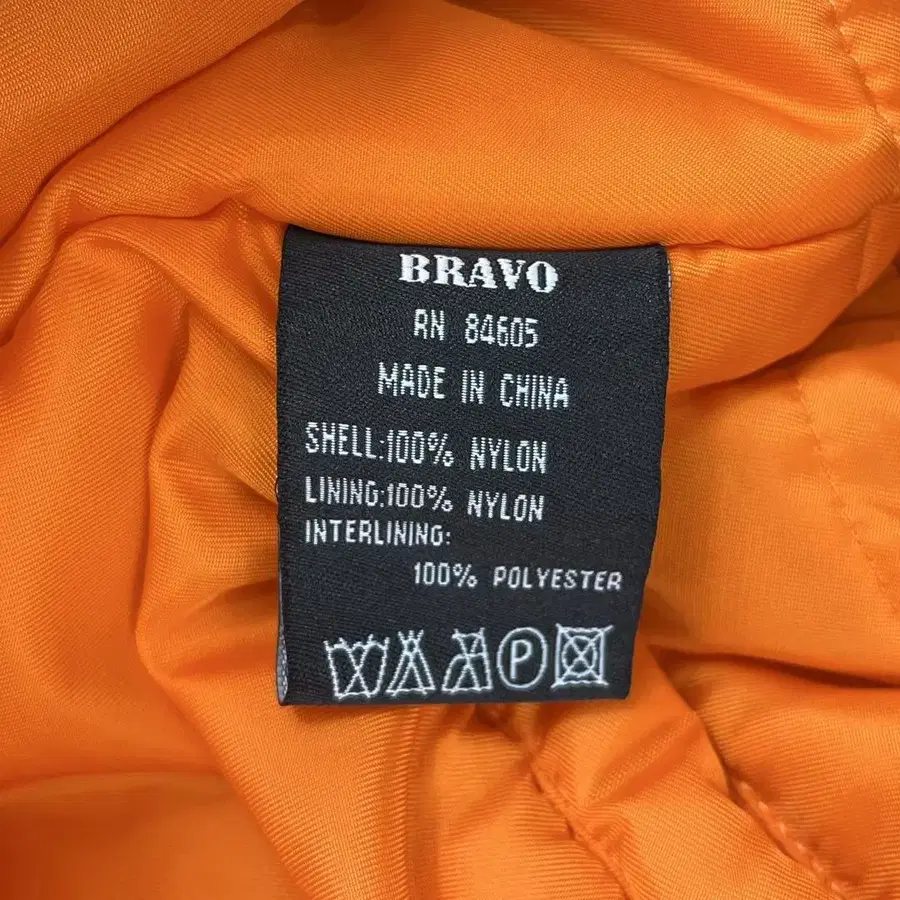 BRAVO
RN 84605
MADE IN CHINA
SHELL:100% NYLON
LINING:100% NYLON
INTERLINING:
100% POLYESTER
P